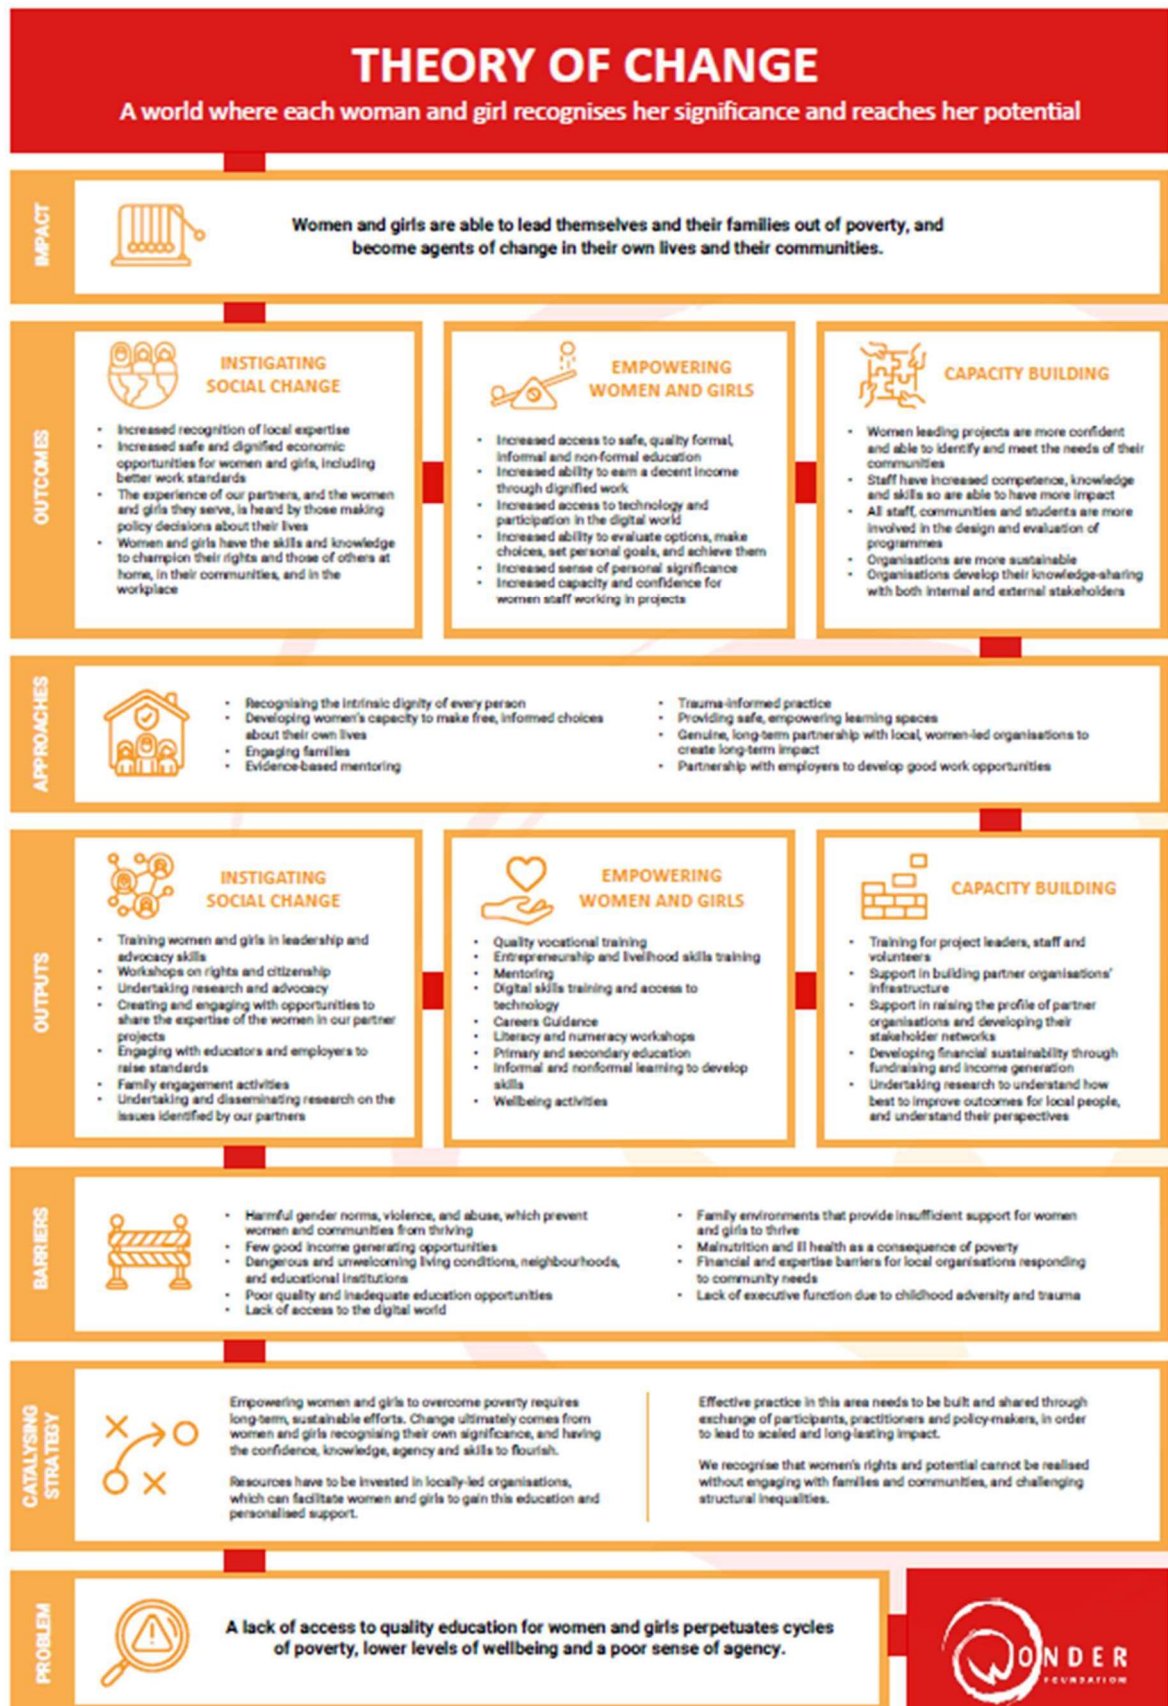 THEORY OF CHANGE
A world where each woman and girl recognises her significance and reaches her potential
IMPACT
Women and girls are able to lead themselves and their families out of poverty, and
become agents of change in their own lives and their communities.
OUTCOMES
INSTIGATING
SOCIAL CHANGE
• Increased recognition of local expertise
• Increased safe and dignified economic
opportunities for women and girls, including
better work standards
• The experience of our partners, and the women
and girls they serve, is heard by those making
policy decisions about their lives
• Women and girls have the skills and knowledge
to champion their rights and those of others at
home, in their communities, and in the
workplace
EMPOWERING
WOMEN AND GIRLS
• Increased access to safe, quality formal,
informal and non-formal education
• Increased ability to earn a decent income
through dignified work
• Increased access to technology and
participation in the digital world
• Increased ability to evaluate options, make
choices, set personal goals, and achieve them
• Increased sense of personal significance
• Increased capacity and confidence for
women staff working in projects
CAPACITY BUILDING
• Women leading projects are more confident
and able to identify and meet the needs of their
communities
• Staff have increased competence, knowledge
and skills so are able to have more impact
• All staff, communities and students are more
involved in the design and evaluation of
programmes
• Organisations are more sustainable
• Organisations develop their knowledge-sharing
with both internal and external stakeholders
APPROACHES
• Recognising the intrinsic dignity of every person
• Developing women's capacity to make free, informed choices
about their own lives
• Engaging families
• Evidence-based mentoring
• Trauma-informed practice
• Providing safe, empowering learning spaces
• Genuine, long-term partnership with local, women-led organisations to
create long-term impact
• Partnership with employers to develop good work opportunities
OUTPUTS
INSTIGATING
SOCIAL CHANGE
• Training women and girls in leadership and
advocacy skills
• Workshops on rights and citizenship
• Undertaking research and advocacy
• Creating and engaging with opportunities to
share the expertise of the women in our partner
projects
• Engaging with educators and employers to
raise standards
• Family engagement activities
• Undertaking and disseminating research on the
issues identified by our partners
EMPOWERING
WOMEN AND GIRLS
• Quality vocational training
• Entrepreneurship and livelihood skills training
• Mentoring
• Digital skills training and access to
technology
• Careers Guidance
• Literacy and numeracy workshops
• Primary and secondary education
• Informal and nonformal learning to develop
skills
• Wellbeing activities
CAPACITY BUILDING
• Training for project leaders, staff and
volunteers
• Support in building partner organisations'
infrastructure
• Support in raising the profile of partner
organisations and developing their
stakeholder networks
• Developing financial sustainability through
fundraising and income generation
• Undertaking research to understand how
best to improve outcomes for local people,
and understand their perspectives
BARRIERS
• Harmful gender norms, violence, and abuse, which prevent
women and communities from thriving
• Few good income generating opportunities
• Dangerous and unwelcoming living conditions, neighbourhoods,
and educational institutions
• Poor quality and inadequate education opportunities
• Lack of access to the digital world
• Family environments that provide insufficient support for women
and girls to thrive
• Malnutrition and ill health as a consequence of poverty
• Financial and expertise barriers for local organisations responding
to community needs
• Lack of executive function due to childhood adversity and trauma
CATALYSING
STRATEGY
Empowering women and girls to overcome poverty requires
long-term, sustainable efforts. Change ultimately comes from
women and girls recognising their own significance, and having
the confidence, knowledge, agency and skills to flourish.
Resources have to be invested in locally-led organisations,
which can facilitate women and girls to gain this education and
personalised support.
Effective practice in this area needs to be built and shared through
exchange of participants, practitioners and policy-makers, in order
to lead to scaled and long-lasting impact.
We recognise that women's rights and potential cannot be realised
without engaging with families and communities, and challenging
structural inequalities.
PROBLEM
A lack of access to quality education for women and girls perpetuates cycles
of poverty, lower levels of wellbeing and a poor sense of agency.
WONDER
FOUNDATION